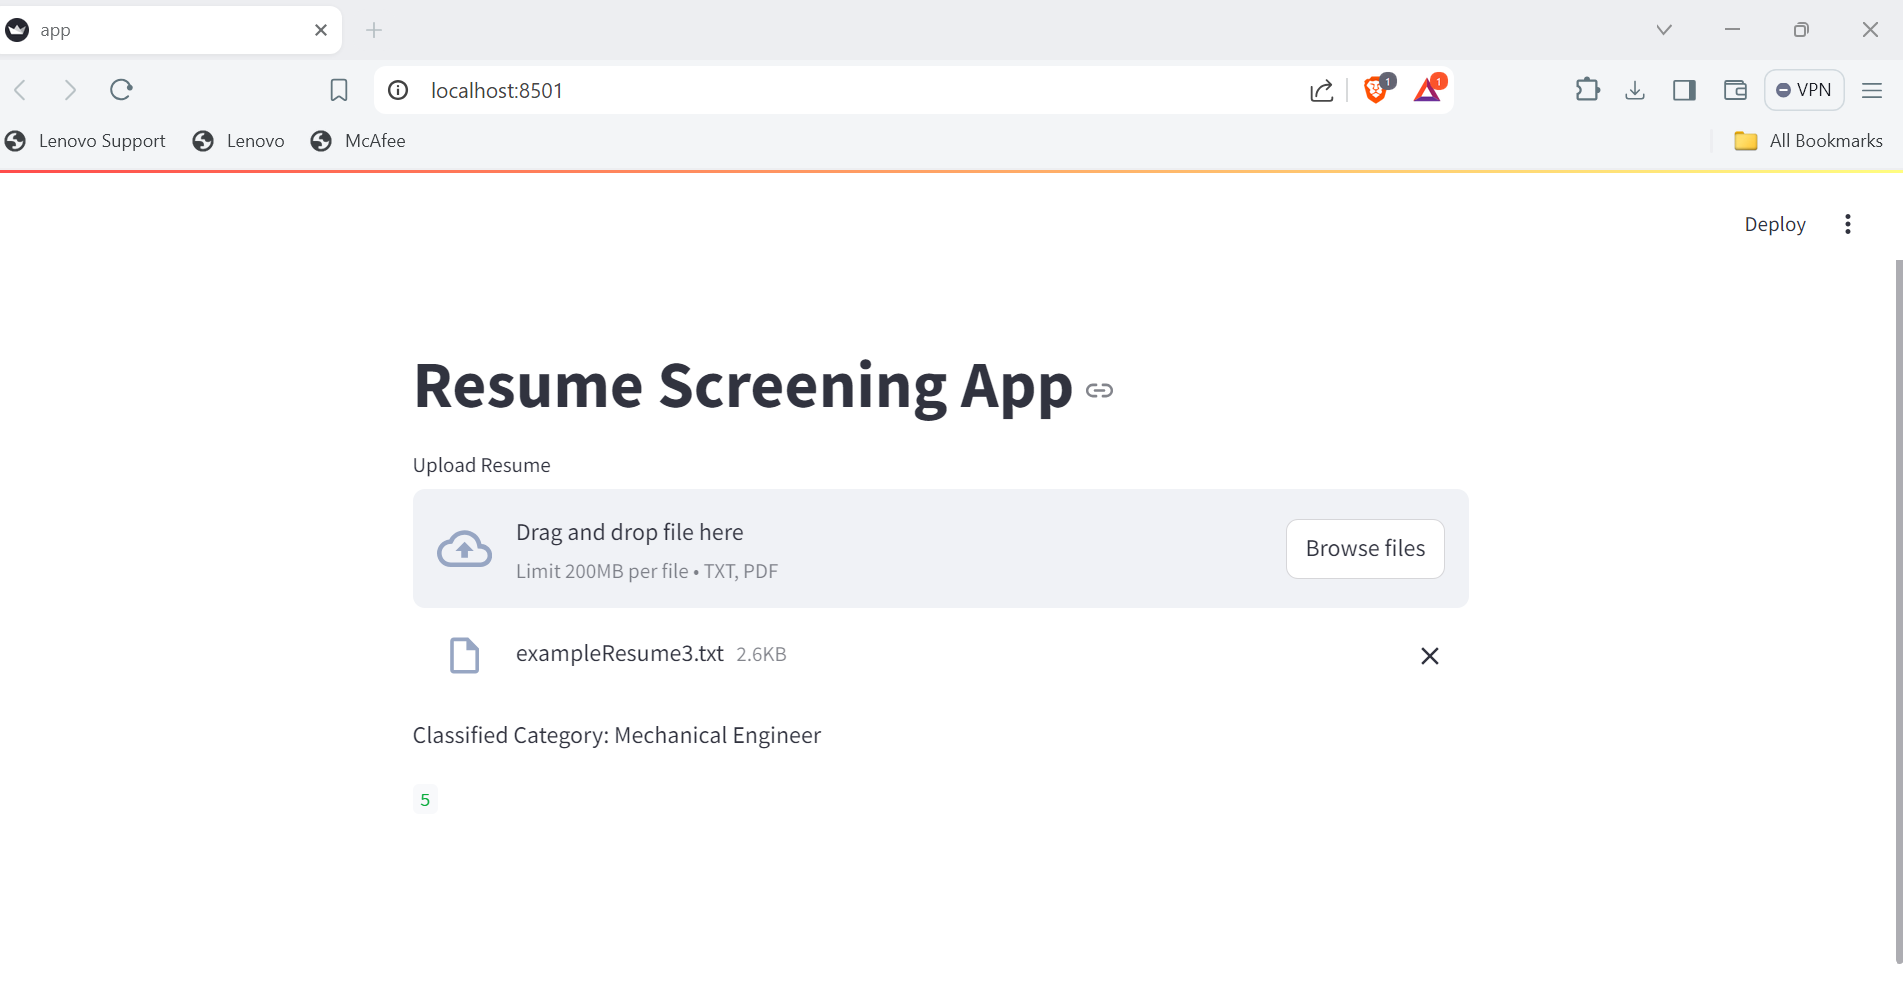 app
localhost:8501
1
1
VPN
Lenovo Support
Lenovo
McAfee
All Bookmarks
Deploy
Resume Screening App
Upload Resume
Drag and drop file here
Limit 200MB per file • TXT, PDF
Browse files
exampleResume3.txt 2.6KB
Classified Category: Mechanical Engineer
5